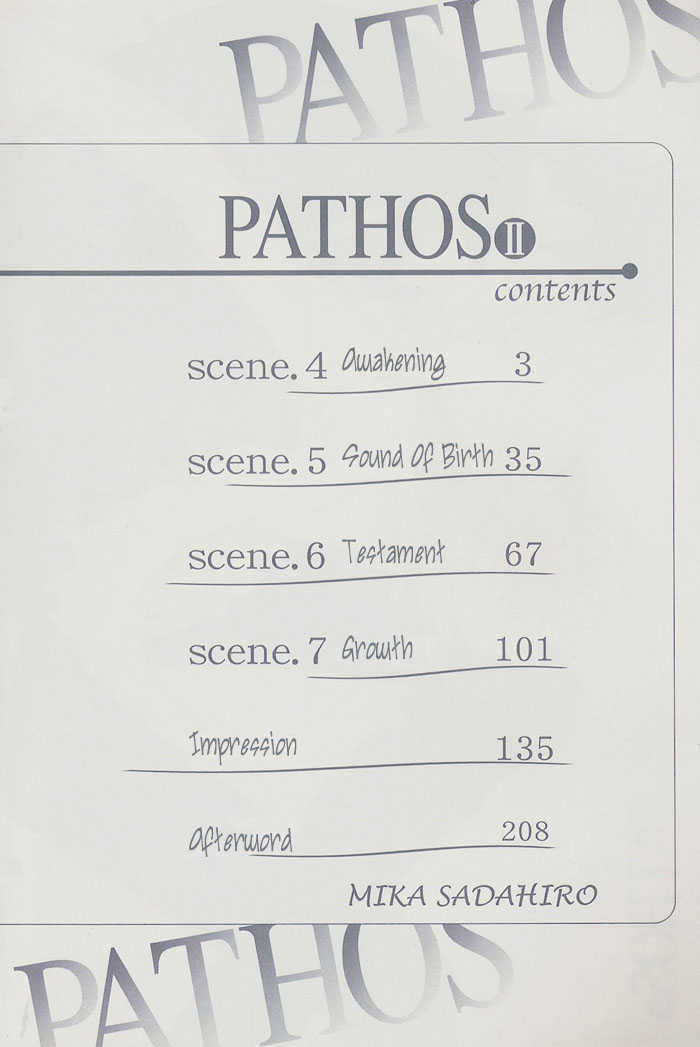 PATHOS
PATHOS II
contents
scene.4 Awakening 3
scene.5 Sound Of Birth 35
scene.6 Testament 67
scene.7 Growth 101
Impression 135
Afterword 208
MIKA SADAHIRO
PATHOS